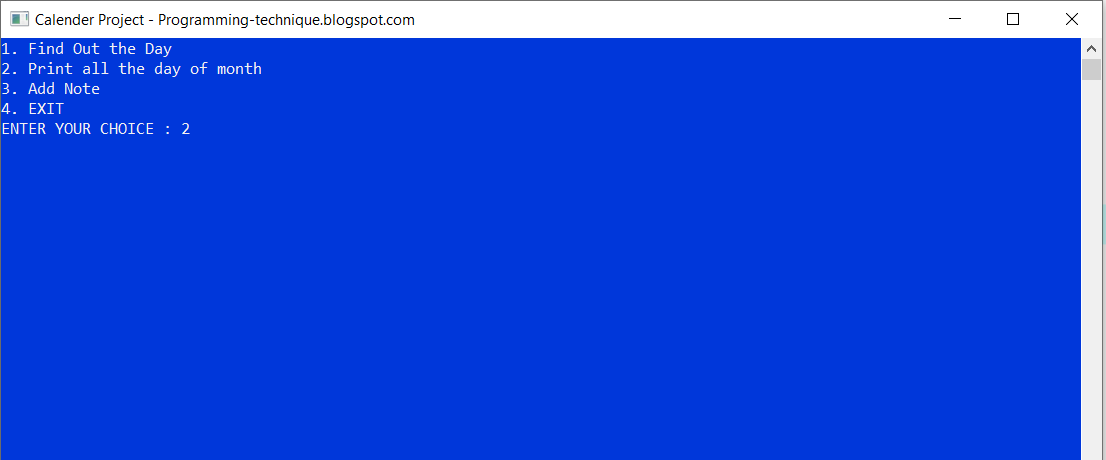 Calender Project - Programming-technique.blogspot.com
1. Find Out the Day
2. Print all the day of month
3. Add Note
4. EXIT
ENTER YOUR CHOICE : 2